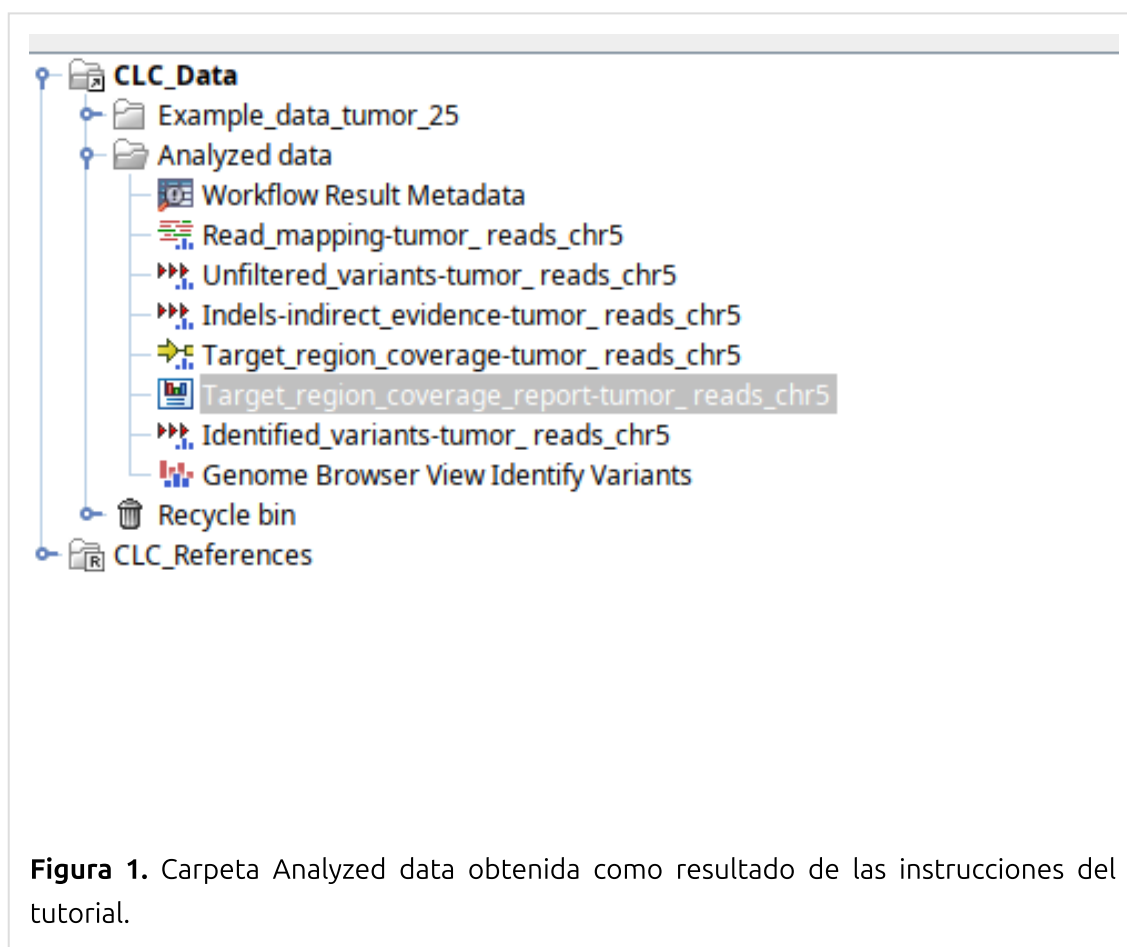 CLC_Data
Example_data_tumor_25
Analyzed data
Workflow Result Metadata
Read_mapping-tumor_ reads_chr5
Unfiltered_variants-tumor_ reads_chr5
Indels-indirect_evidence-tumor_ reads_chr5
Target_region_coverage-tumor_ reads_chr5
Target_region_coverage_report-tumor_ reads_chr5
Identified_variants-tumor_ reads_chr5
Genome Browser View Identify Variants
Recycle bin
CLC_References
Figura 1. Carpeta Analyzed data obtenida como resultado de las instrucciones del
tutorial.